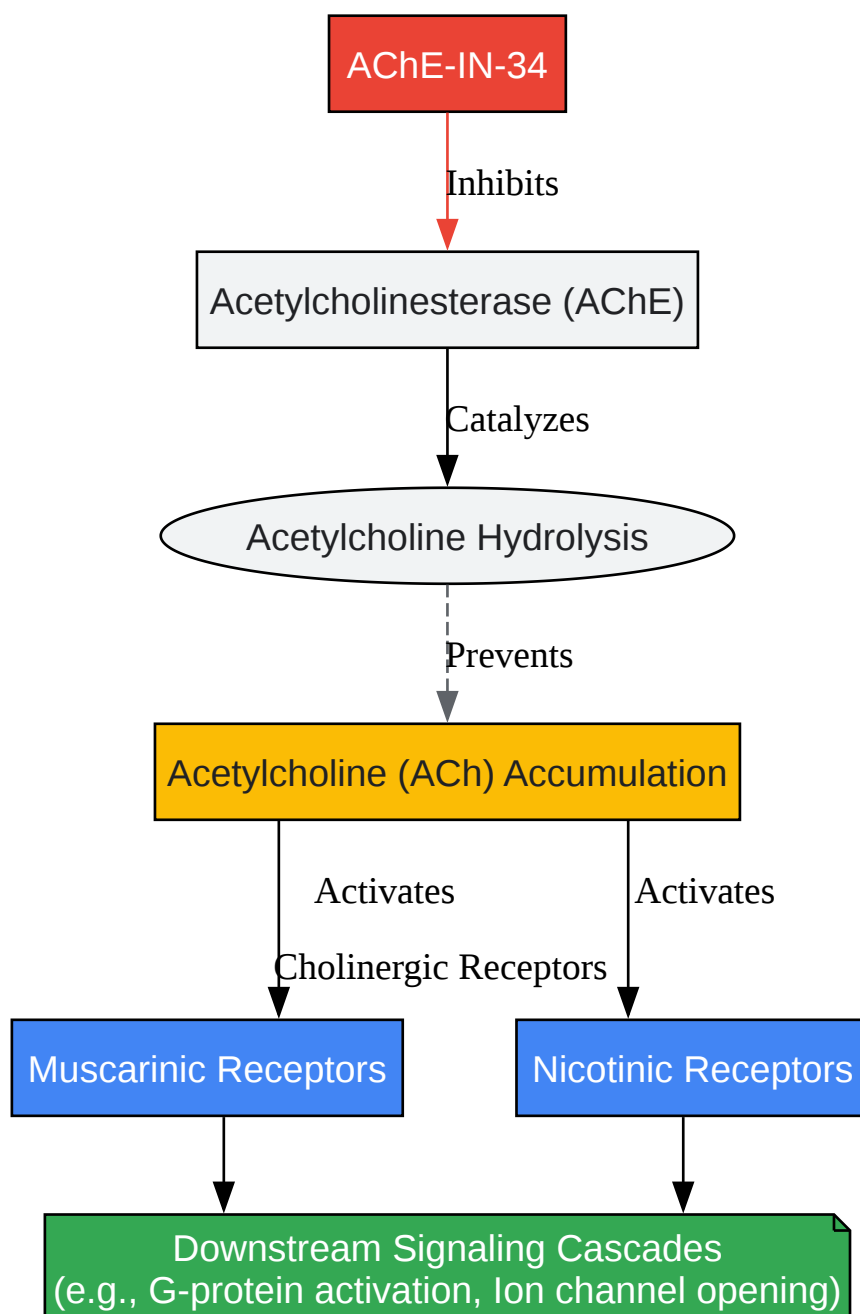 AChE-IN-34
Inhibits
Acetylcholinesterase (AChE)
Catalyzes
Acetylcholine Hydrolysis
Prevents
Acetylcholine (ACh) Accumulation
Activates
Activates
Cholinergic Receptors
Muscarinic Receptors
Nicotinic Receptors
Downstream Signaling Cascades
(e.g., G-protein activation, Ion channel opening)